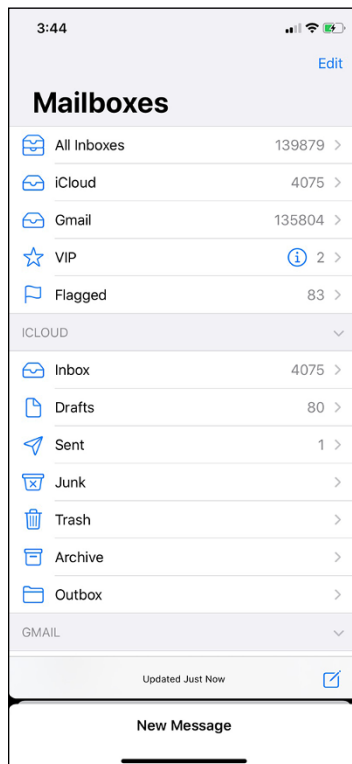 3:44
Edit
Mailboxes
All Inboxes 139879
iCloud 4075
Gmail 135804
VIP 2
Flagged 83
ICLOUD
Inbox 4075
Drafts 80
Sent 1
Junk
Trash
Archive
Outbox
GMAIL
Updated Just Now
New Message